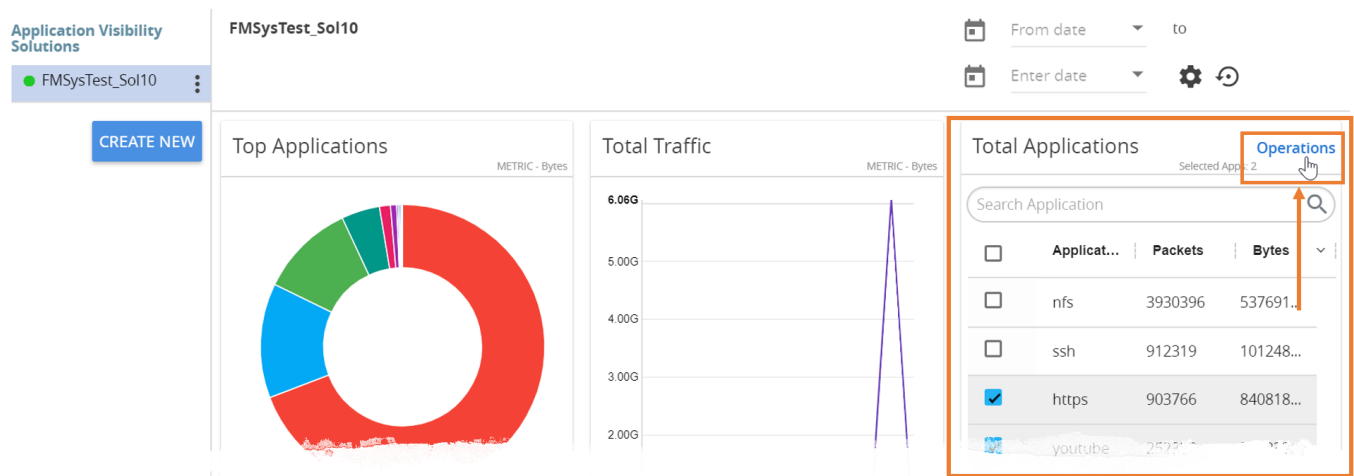 Application Visibility
Solutions
FMSysTest_Sol10
CREATE NEW
FMSysTest_Sol10
From date
to
Enter date
Top Applications
METRIC - Bytes
Total Traffic
METRIC - Bytes
6.06G
5.00G
4.00G
3.00G
2.00G
Total Applications
Operations
Selected Apps: 2
Search Application
Applicat... Packets Bytes
nfs 3930396 537691...
ssh 912319 101248...
https 903766 840818...
youtube